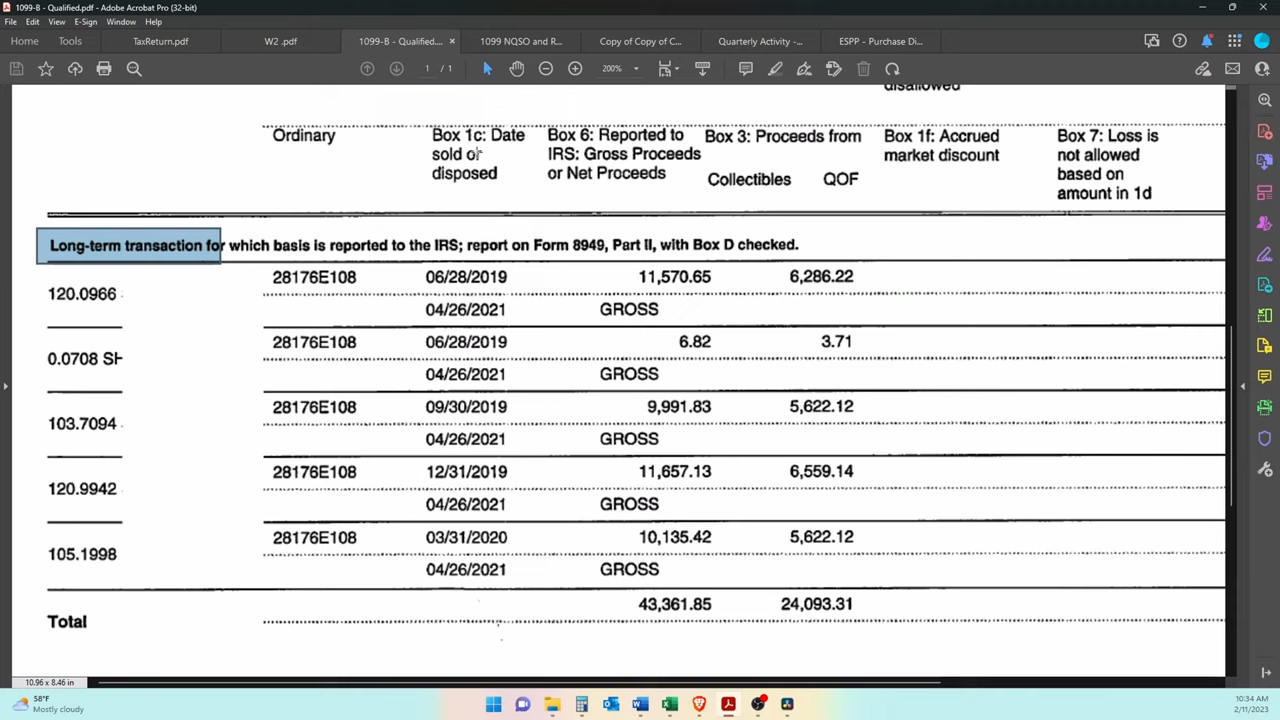 1099-B - Qualified.pdf - Adobe Acrobat Pro (32-bit)
File Edit View E-Sign Window Help
Home Tools TaxReturn.pdf W2 .pdf 1099-B - Qualified.... × 1099 NQSO and R... Copy of Copy of C... Quarterly Activity -... ESPP - Purchase Di...
1 / 1 200%
disallowed
Ordinary Box 1c: Date Box 6: Reported to Box 3: Proceeds from Box 1f: Accrued Box 7: Loss is
sold or IRS: Gross Proceeds market discount not allowed
disposed or Net Proceeds Collectibles QOF based on
amount in 1d
Long-term transaction for which basis is reported to the IRS; report on Form 8949, Part II, with Box D checked.
28176E108 06/28/2019 11,570.65 6,286.22
120.0966
04/26/2021 GROSS
28176E108 06/28/2019 6.82 3.71
0.0708 SH
04/26/2021 GROSS
28176E108 09/30/2019 9,991.83 5,622.12
103.7094
04/26/2021 GROSS
28176E108 12/31/2019 11,657.13 6,559.14
120.9942
04/26/2021 GROSS
28176E108 03/31/2020 10,135.42 5,622.12
105.1998
04/26/2021 GROSS
43,361.85 24,093.31
Total
10.96 x 8.46 in
58°F
Mostly cloudy
10:34 AM
2/11/2023